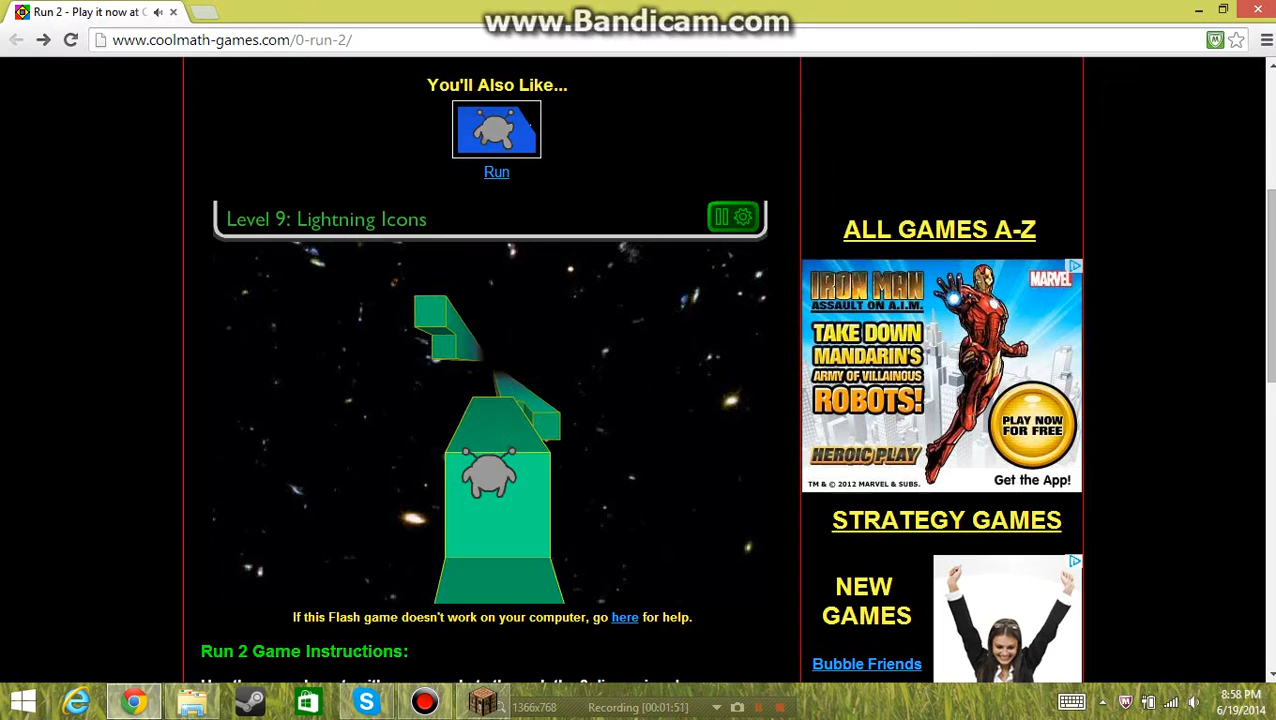 Run 2 - Play it now at C
www.Bandicam.com
www.coolmath-games.com/0-run-2/
You'll Also Like...
Run
Level 9: Lightning Icons
ALL GAMES A-Z
IRON MAN
ASSAULT ON A.I.M.
MARVEL
TAKE DOWN
MANDARIN'S
ARMY OF VILLAINOUS
ROBOTS!
PLAY NOW
FOR FREE
HEROIC PLAY
TM & © 2012 MARVEL & SUBS.
Get the App!
STRATEGY GAMES
NEW
GAMES
Bubble Friends
If this Flash game doesn't work on your computer, go here for help.
Run 2 Game Instructions:
1366x768
Recording [00:01:51]
8:58 PM
6/19/2014